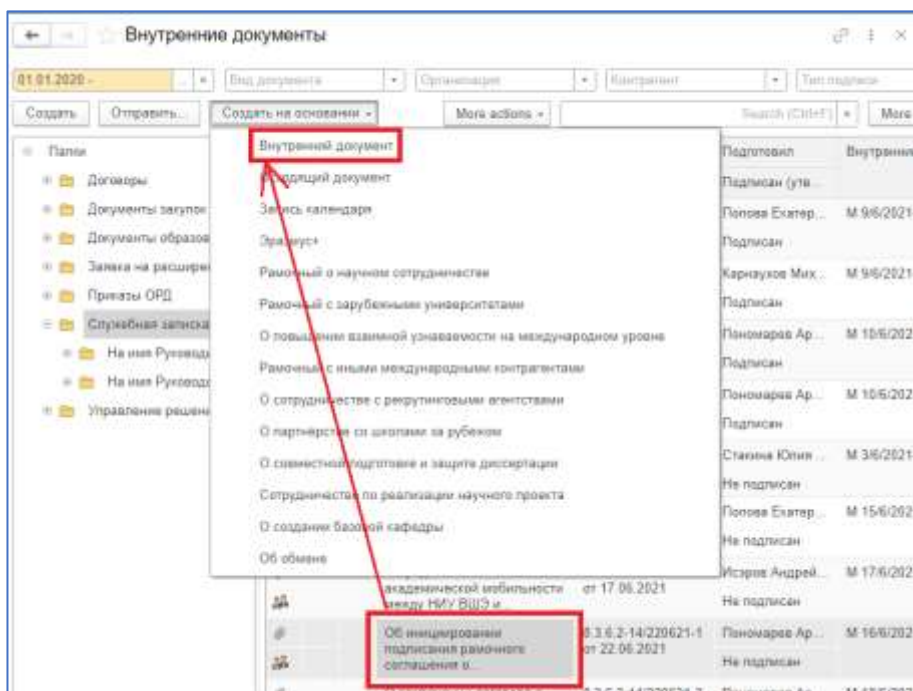 Внутренние документы
01.01.2020 -
Вид документа
Организация
Контрагент
Тип подписи
Создать
Отправить...
Создать на основании
More actions
Search (Ctrl+F)
More
Папки
Договоры
Документы закупок
Документы образов
Заявка на расширен
Приказы ОРД
Служебная записка
На имя Руковод
На имя Руковод
Управление решен
Внутренний документ
Исходящий документ
Запись календаря
Эразмус+
Рамочный о научном сотрудничестве
Рамочный с зарубежными университетами
О повышении взаимной узнаваемости на международном уровне
Рамочный с иными международными контрагентами
О сотрудничестве с рекрутинговыми агентствами
О партнерстве со школами за рубежом
О совместной подготовке и защите диссертации
Сотрудничество по реализации научного проекта
О создании базовой кафедры
Об обмене
Подготовил
Внутренни
Подписан (утв...
Попова Екатер...
М 9/6/2021
Подписан
Карнаухов Мих...
М 9/6/2021
Подписан
Пономарев Ар...
М 10/6/202
Подписан
Пономарев Ар...
М 10/6/202
Подписан
Стакина Юлия ...
М 3/6/2021
Не подписан
Попова Екатер...
М 15/6/202
Не подписан
академической мобильности
между НИУ ВШЭ и...
от 17.06.2021
Исэров Андрей...
М 17/6/202
Не подписан
Об инициировании
подписания рамочного
соглашения о...
8.3.6.2-14/220621-1
от 22.06.2021
Пономарев Ар...
М 16/6/202
Не подписан